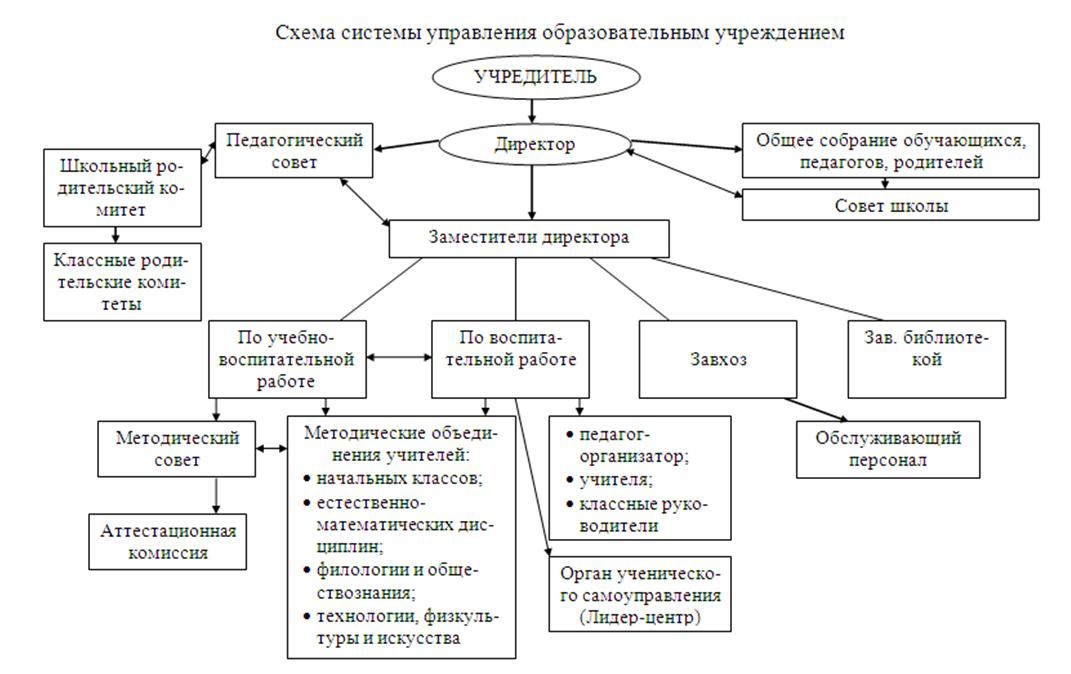 Схема системы управления образовательным учреждением
УЧРЕДИТЕЛЬ
Педагогический
совет
Директор
Общее собрание обучающихся,
педагогов, родителей
Школьный ро-
дительский ко-
митет
Совет школы
Заместители директора
Классные роди-
тельские коми-
теты
По учебно-
воспитательной
работе
По воспита-
тельной работе
Завхоз
Зав. библиоте-
кой
Методический
совет
Методические объеди-
нения учителей:
• начальных классов;
• естественно-
математических дис-
циплин;
• филологии и обще-
ствознания;
• технологии, физкуль-
туры и искусства
• педагог-
организатор;
• учителя;
• классные руко-
водители
Обслуживающий
персонал
Аттестационная
комиссия
Орган ученическо-
го самоуправления
(Лидер-центр)